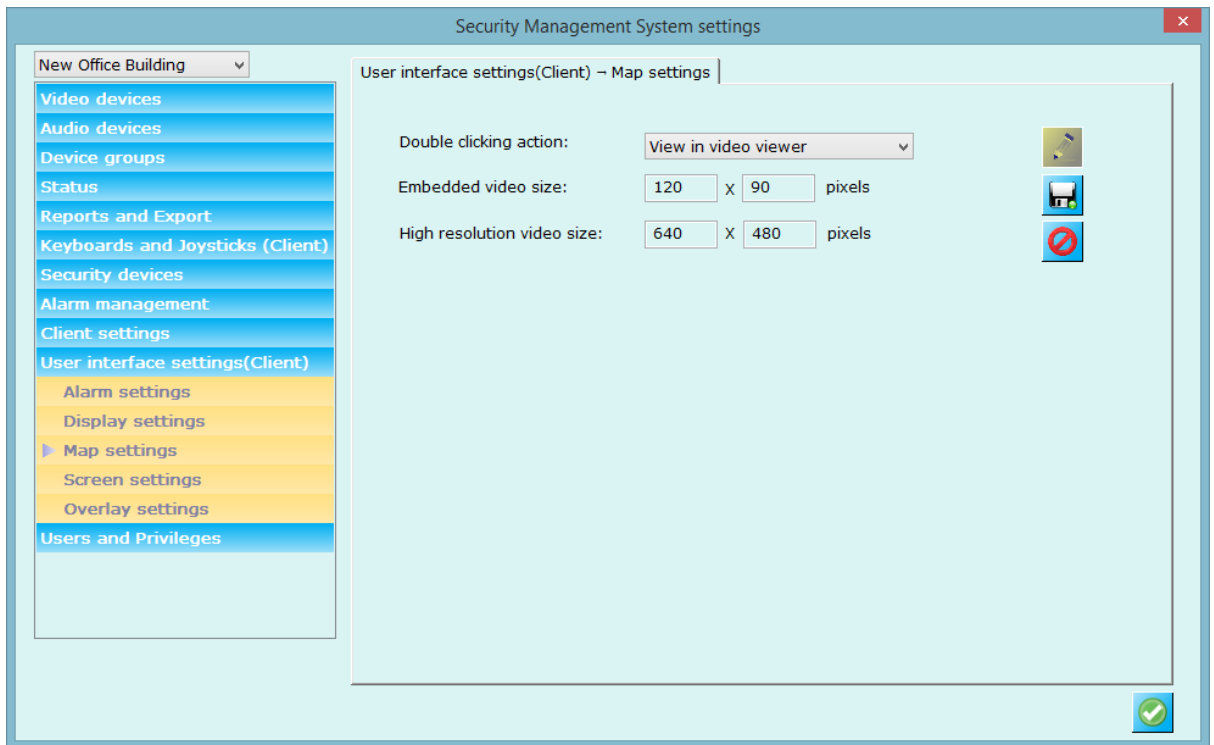 Security Management System settings
New Office Building
Video devices
Audio devices
Device groups
Status
Reports and Export
Keyboards and Joysticks (Client)
Security devices
Alarm management
Client settings
User interface settings(Client)
Alarm settings
Display settings
Map settings
Screen settings
Overlay settings
Users and Privileges
User interface settings(Client) → Map settings
Double clicking action: View in video viewer
Embedded video size: 120 X 90 pixels
High resolution video size: 640 X 480 pixels